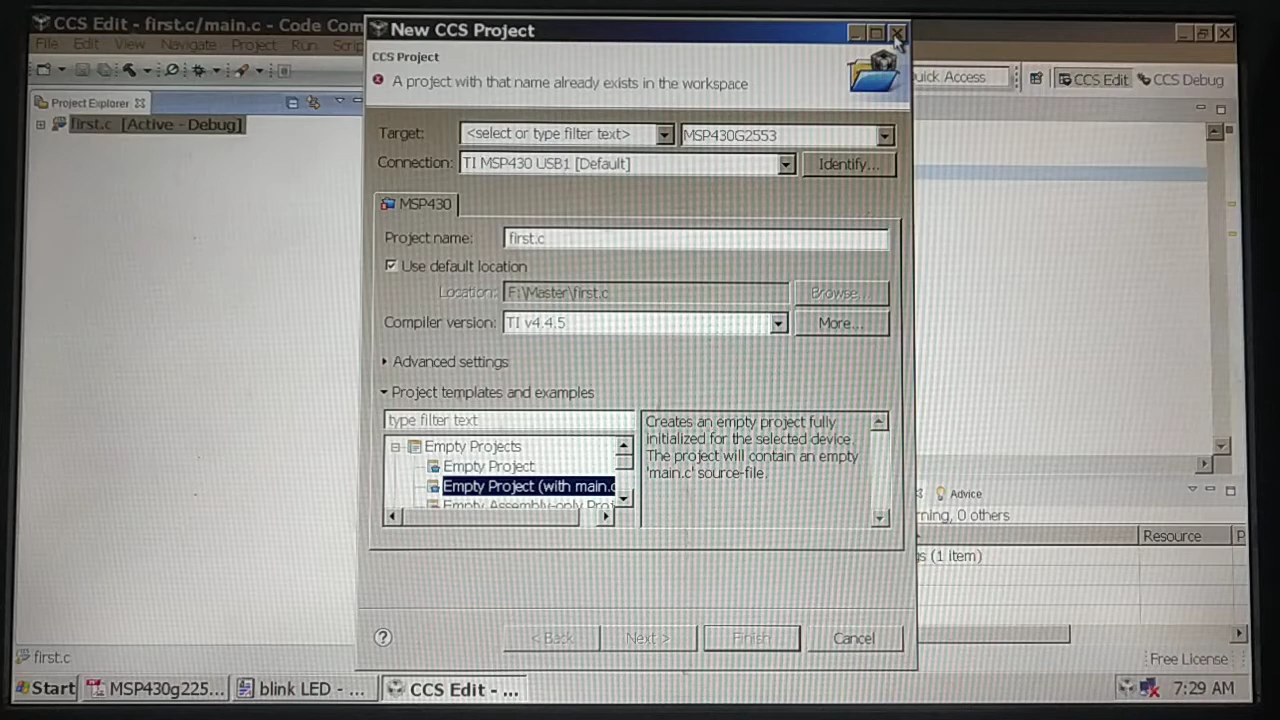 CCS Edit - first.c/main.c - Code Com
File Edit View Navigate Project Run Scrip
Quick Access
CCS Edit
CCS Debug
Project Explorer
first.c [Active - Debug]
New CCS Project
CCS Project
A project with that name already exists in the workspace
Target: <select or type filter text> MSP430G2553
Connection: TI MSP430 USB1 [Default] Identify...
MSP430
Project name: first.c
Use default location
Location: F:\Master\first.c Browse...
Compiler version: TI v4.4.5 More...
Advanced settings
Project templates and examples
type filter text
Empty Projects
Empty Project
Empty Project (with main.c
Empty Assembly-only Proj
Creates an empty project fully
initialized for the selected device.
The project will contain an empty
'main.c' source-file.
Advice
rning, 0 others
Resource P
gs (1 item)
? < Back Next > Finish Cancel
first.c
Free License
Start MSP430g225... blink LED - ... CCS Edit - ... 7:29 AM